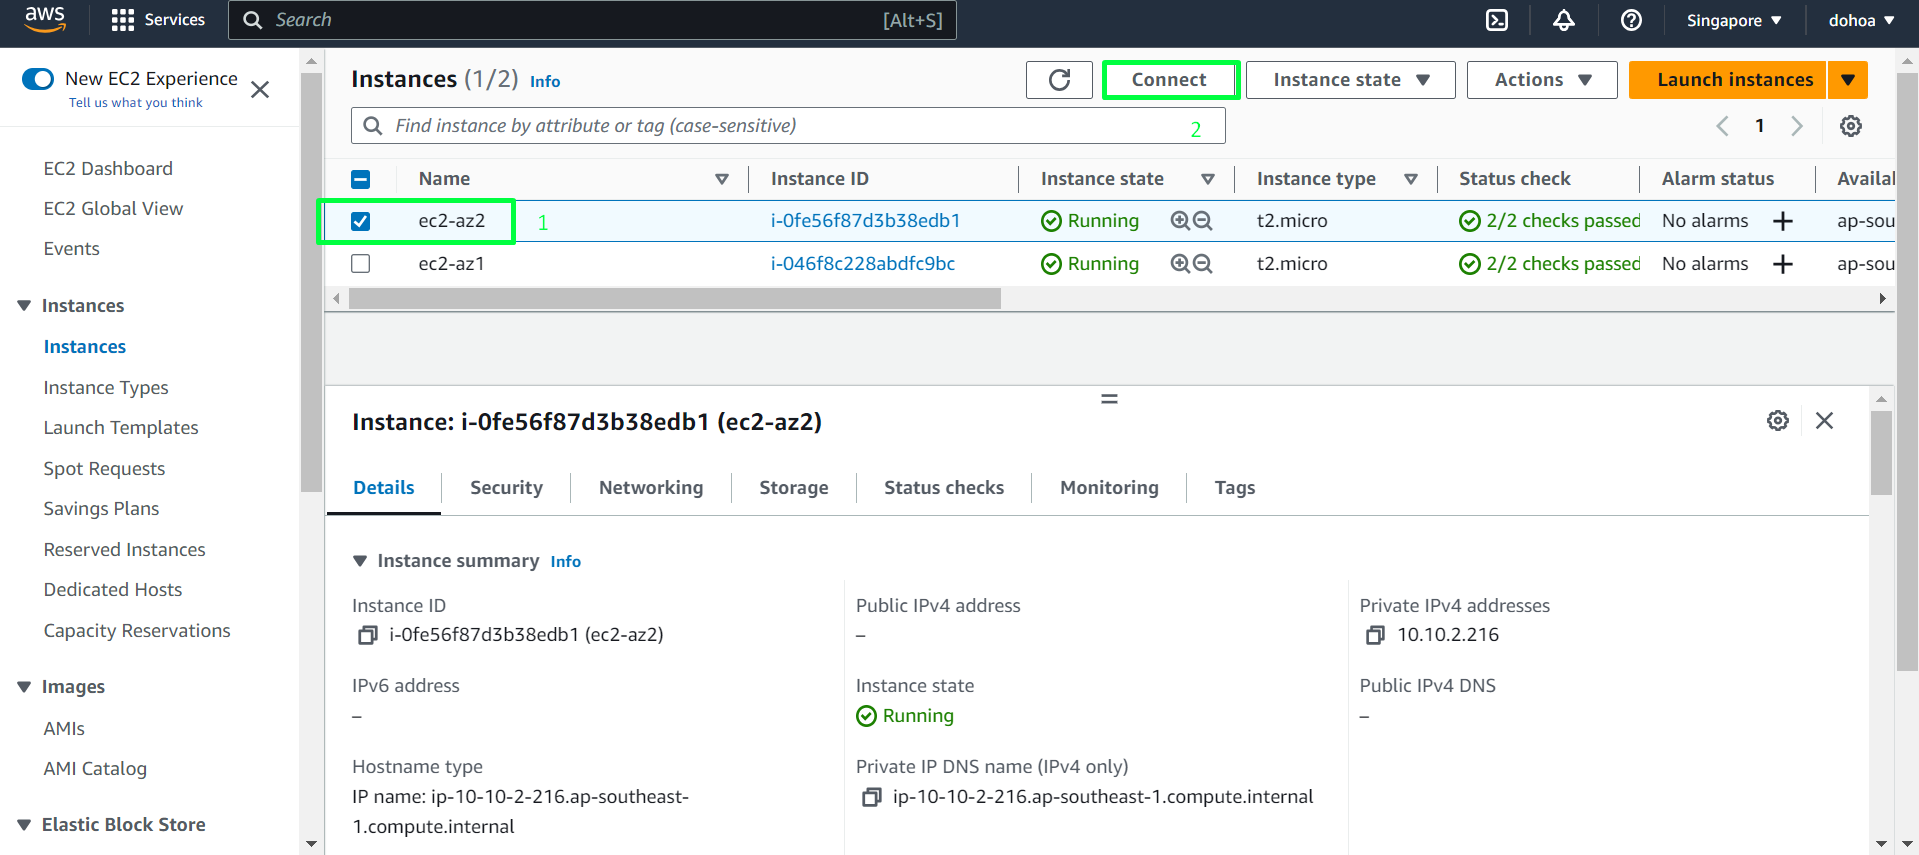 aws Services Search [Alt+S] Singapore dohoa
New EC2 Experience
Tell us what you think
EC2 Dashboard
EC2 Global View
Events
Instances
Instances
Instance Types
Launch Templates
Spot Requests
Savings Plans
Reserved Instances
Dedicated Hosts
Capacity Reservations
Images
AMIs
AMI Catalog
Elastic Block Store
Instances (1/2) Info Connect Instance state Actions Launch instances
Find instance by attribute or tag (case-sensitive) 2 1
Name Instance ID Instance state Instance type Status check Alarm status Availal
ec2-az2 1 i-0fe56f87d3b38edb1 Running t2.micro 2/2 checks passed No alarms + ap-sou
ec2-az1 i-046f8c228abdfc9bc Running t2.micro 2/2 checks passed No alarms + ap-sou
Instance: i-0fe56f87d3b38edb1 (ec2-az2)
Details Security Networking Storage Status checks Monitoring Tags
Instance summary Info
Instance ID
i-0fe56f87d3b38edb1 (ec2-az2)
Public IPv4 address
–
Private IPv4 addresses
10.10.2.216
IPv6 address
–
Instance state
Running
Public IPv4 DNS
–
Hostname type
IP name: ip-10-10-2-216.ap-southeast-
1.compute.internal
Private IP DNS name (IPv4 only)
ip-10-10-2-216.ap-southeast-1.compute.internal